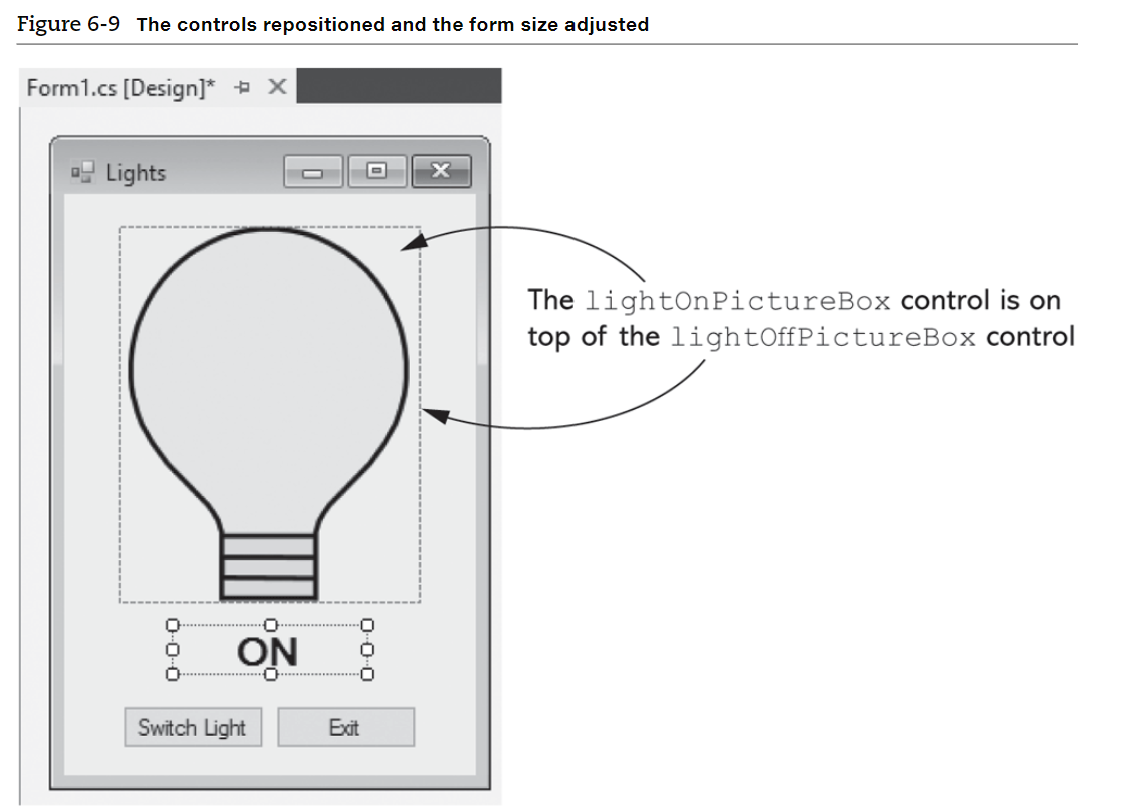 Figure 6-9 The controls repositioned and the form size adjusted
Form1.cs [Design]*
Lights
The lightOnPictureBox control is on
top of the lightOffPictureBox control
ON
Switch Light Exit